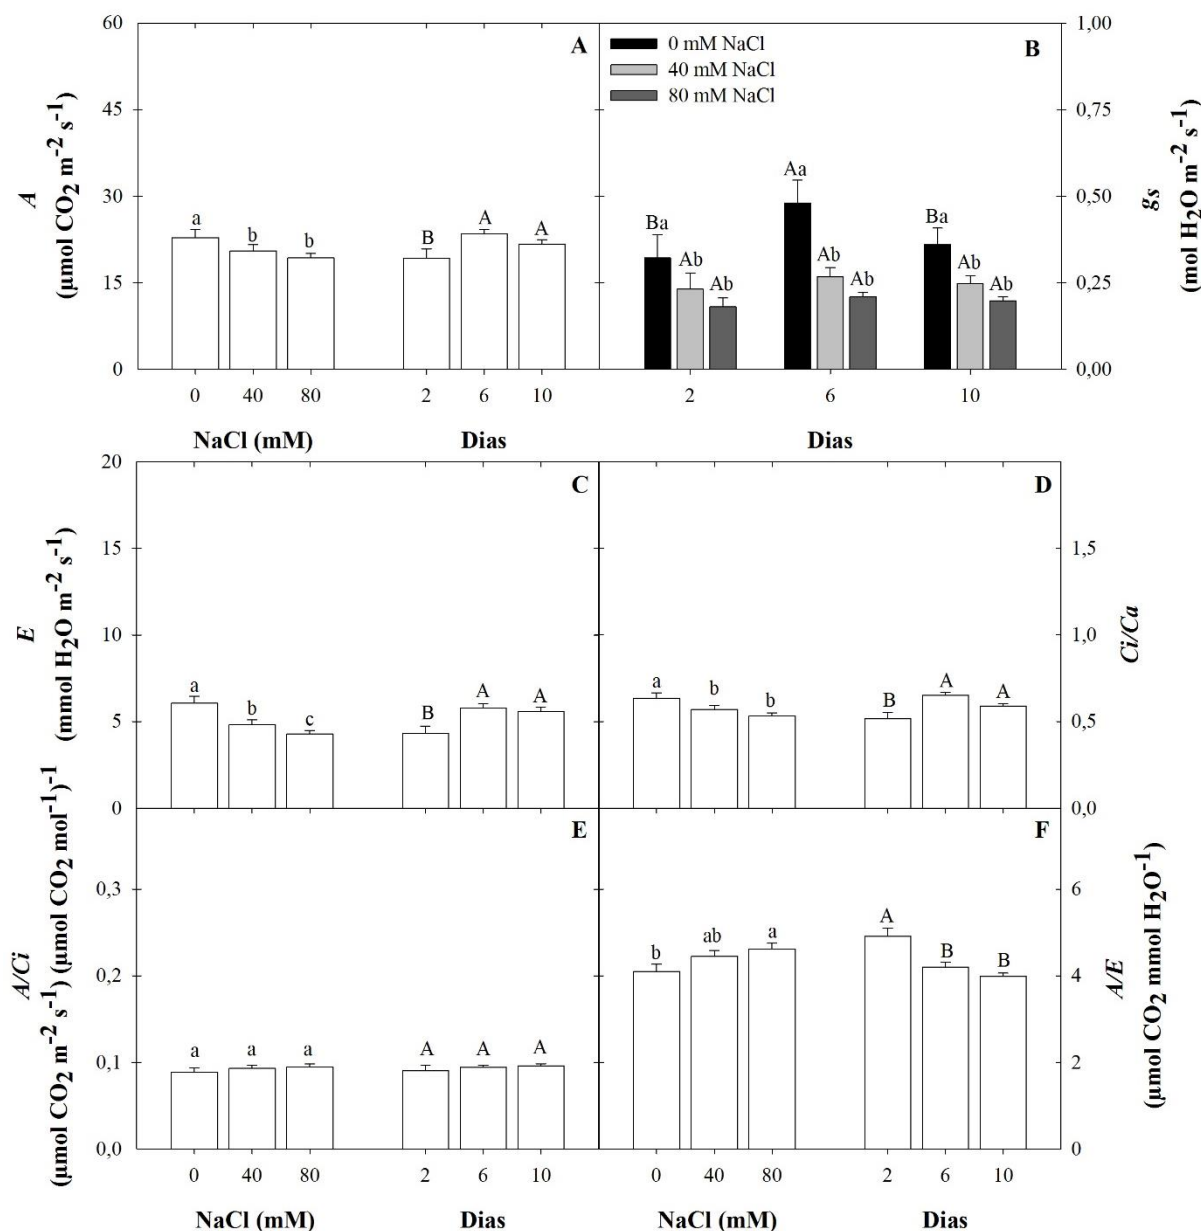 60
45
30
15
0
A
(µmol CO2 m-2 s-1)
A
a
b
b
B
A
A
0 40 80
2 6 10
NaCl (mM)
Dias
B
0 mM NaCl
40 mM NaCl
80 mM NaCl
Ba
Ab
Ab
Aa
Ab
Ab
Ba
Ab
Ab
2 6 10
Dias
1,00
0,75
0,50
0,25
0,00
gs
(mol H2O m-2 s-1)
20
15
10
5
0
E
(mmol H2O m-2 s-1)
C
a
b
c
B
A
A
D
a
b
b
B
A
A
1,5
1,0
0,5
0,0
Ci/Ca
0,3
0,2
0,1
0,0
A/Ci
(µmol CO2 m-2 s-1) (µmol CO2 mol-1)-1
E
a
a
a
A
A
A
0 40 80
2 6 10
NaCl (mM)
Dias
F
b
ab
a
A
B
B
0 40 80
2 6 10
NaCl (mM)
Dias
6
4
2
0
A/E
(µmol CO2 mmol H2O-1)